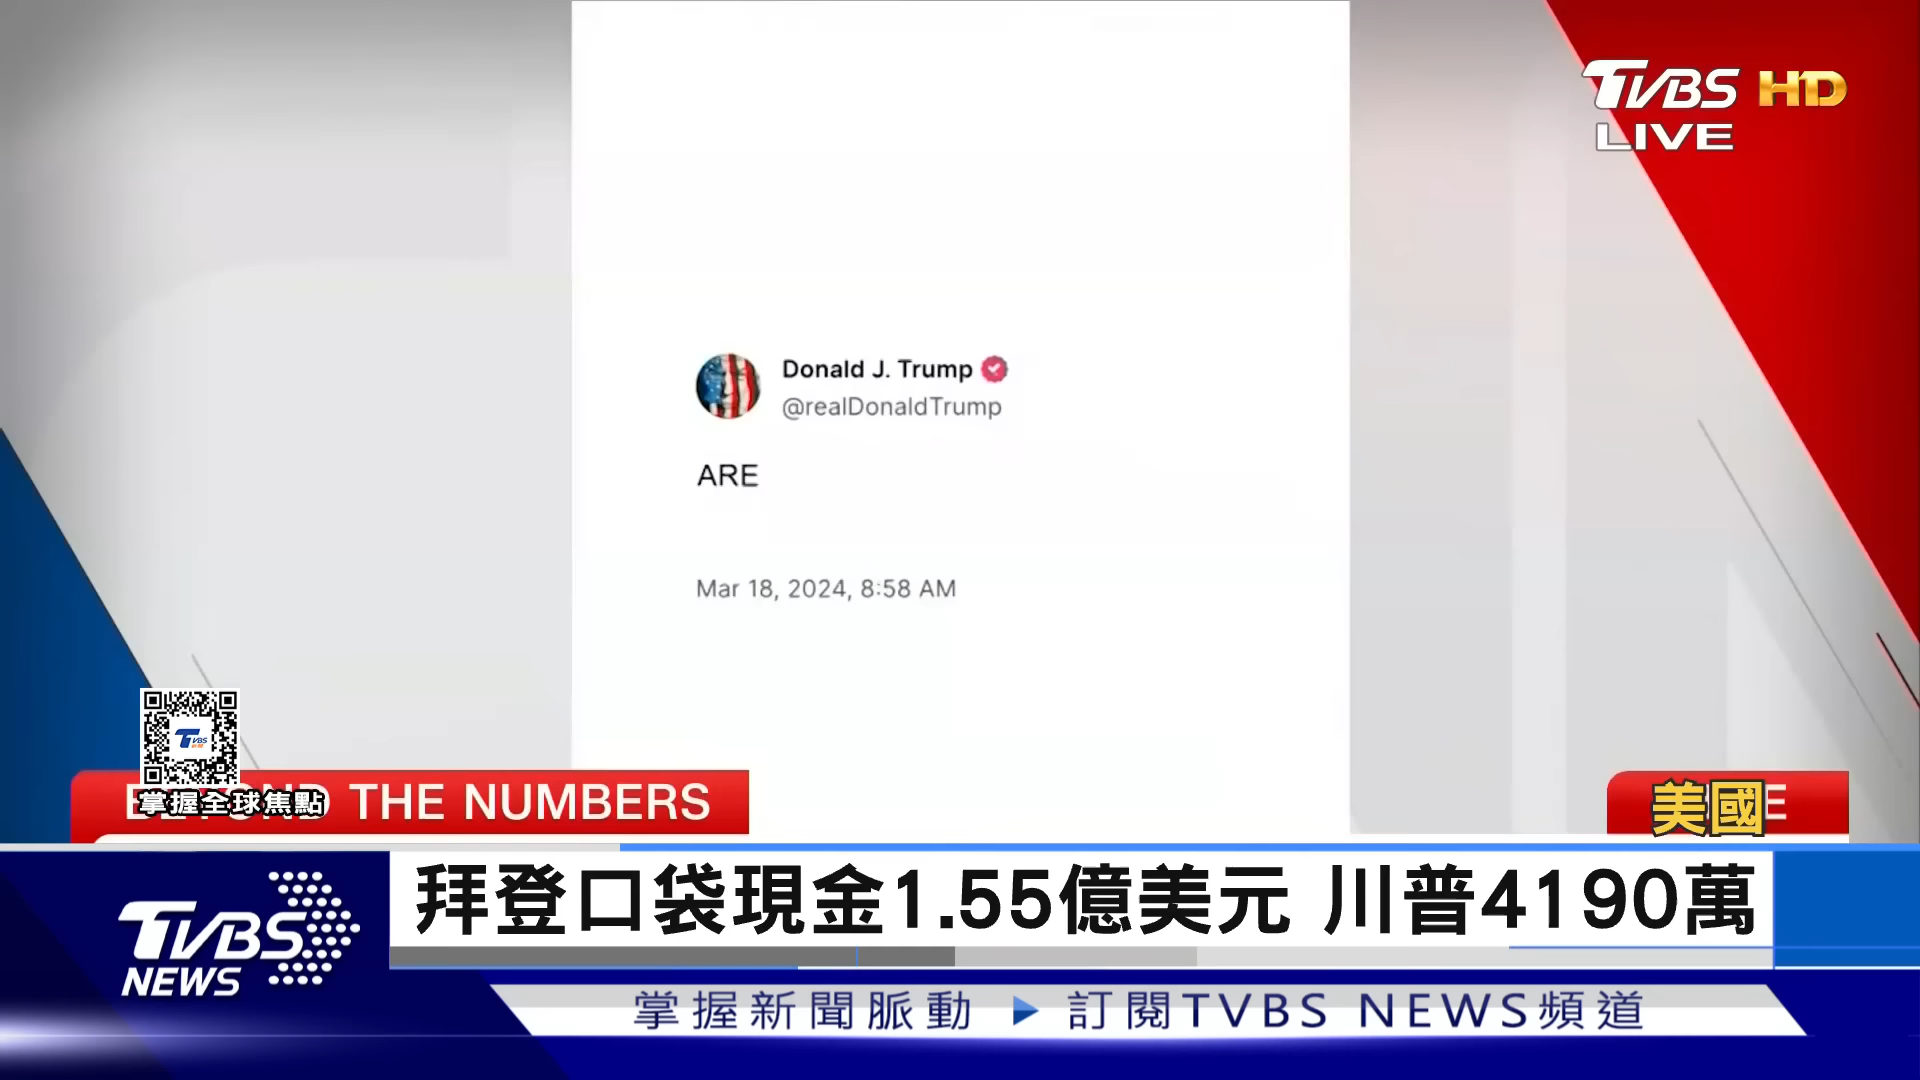 TVBS HD
LIVE
Donald J. Trump
@realDonaldTrump
ARE
Mar 18, 2024, 8:58 AM
TVBS
THE NUMBERS
掌握全球焦點
美國
拜登口袋現金1.55億美元 川普4190萬
TVBS
NEWS
掌握新聞脈動 ▶ 訂閱TVBS NEWS頻道